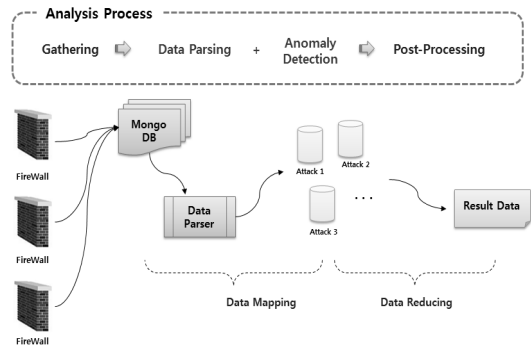 Analysis Process
Gathering
Data Parsing
+
Anomaly
Detection
Post-Processing
Mongo
DB
FireWall
FireWall
FireWall
Data
Parser
Attack 1
Attack 2
Attack 3
. . .
Result Data
Data Mapping
Data Reducing